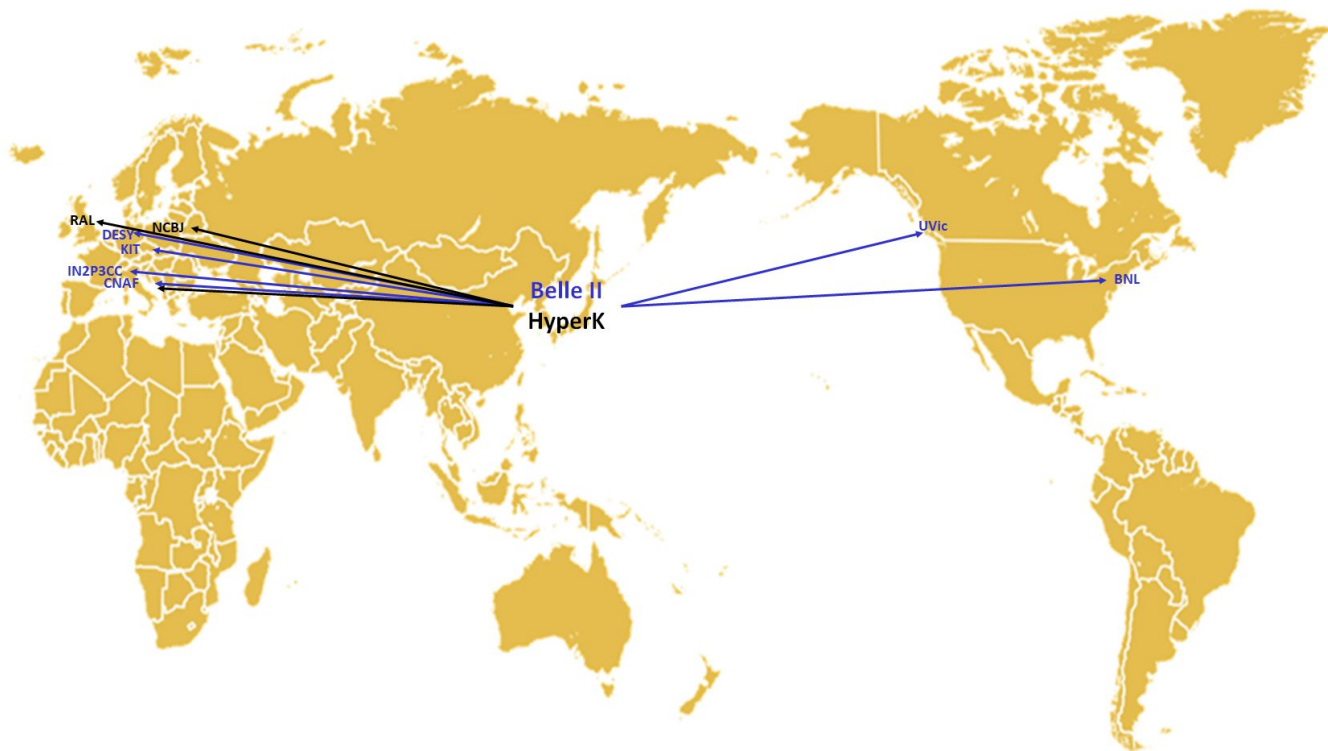 RAL
NCBJ
DESY
KIT
IN2P3CC
CNAF
Belle II
HyperK
UVic
BNL